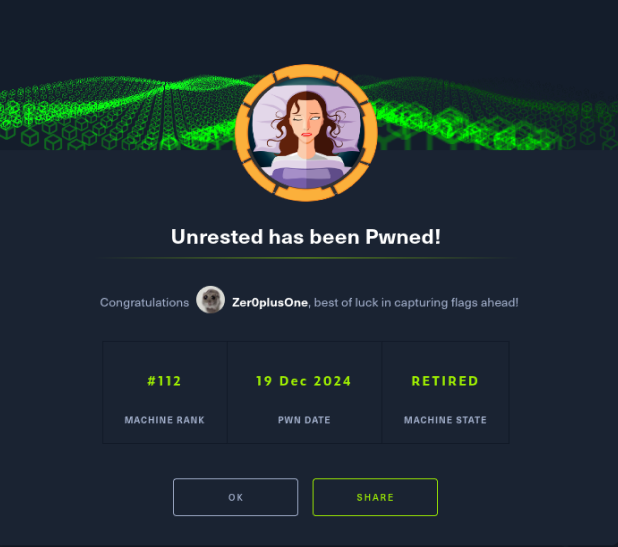 Unrested has been Pwned!
Congratulations Zer0plusOne, best of luck in capturing flags ahead!
#112 19 Dec 2024 RETIRED
MACHINE RANK PWN DATE MACHINE STATE
OK SHARE